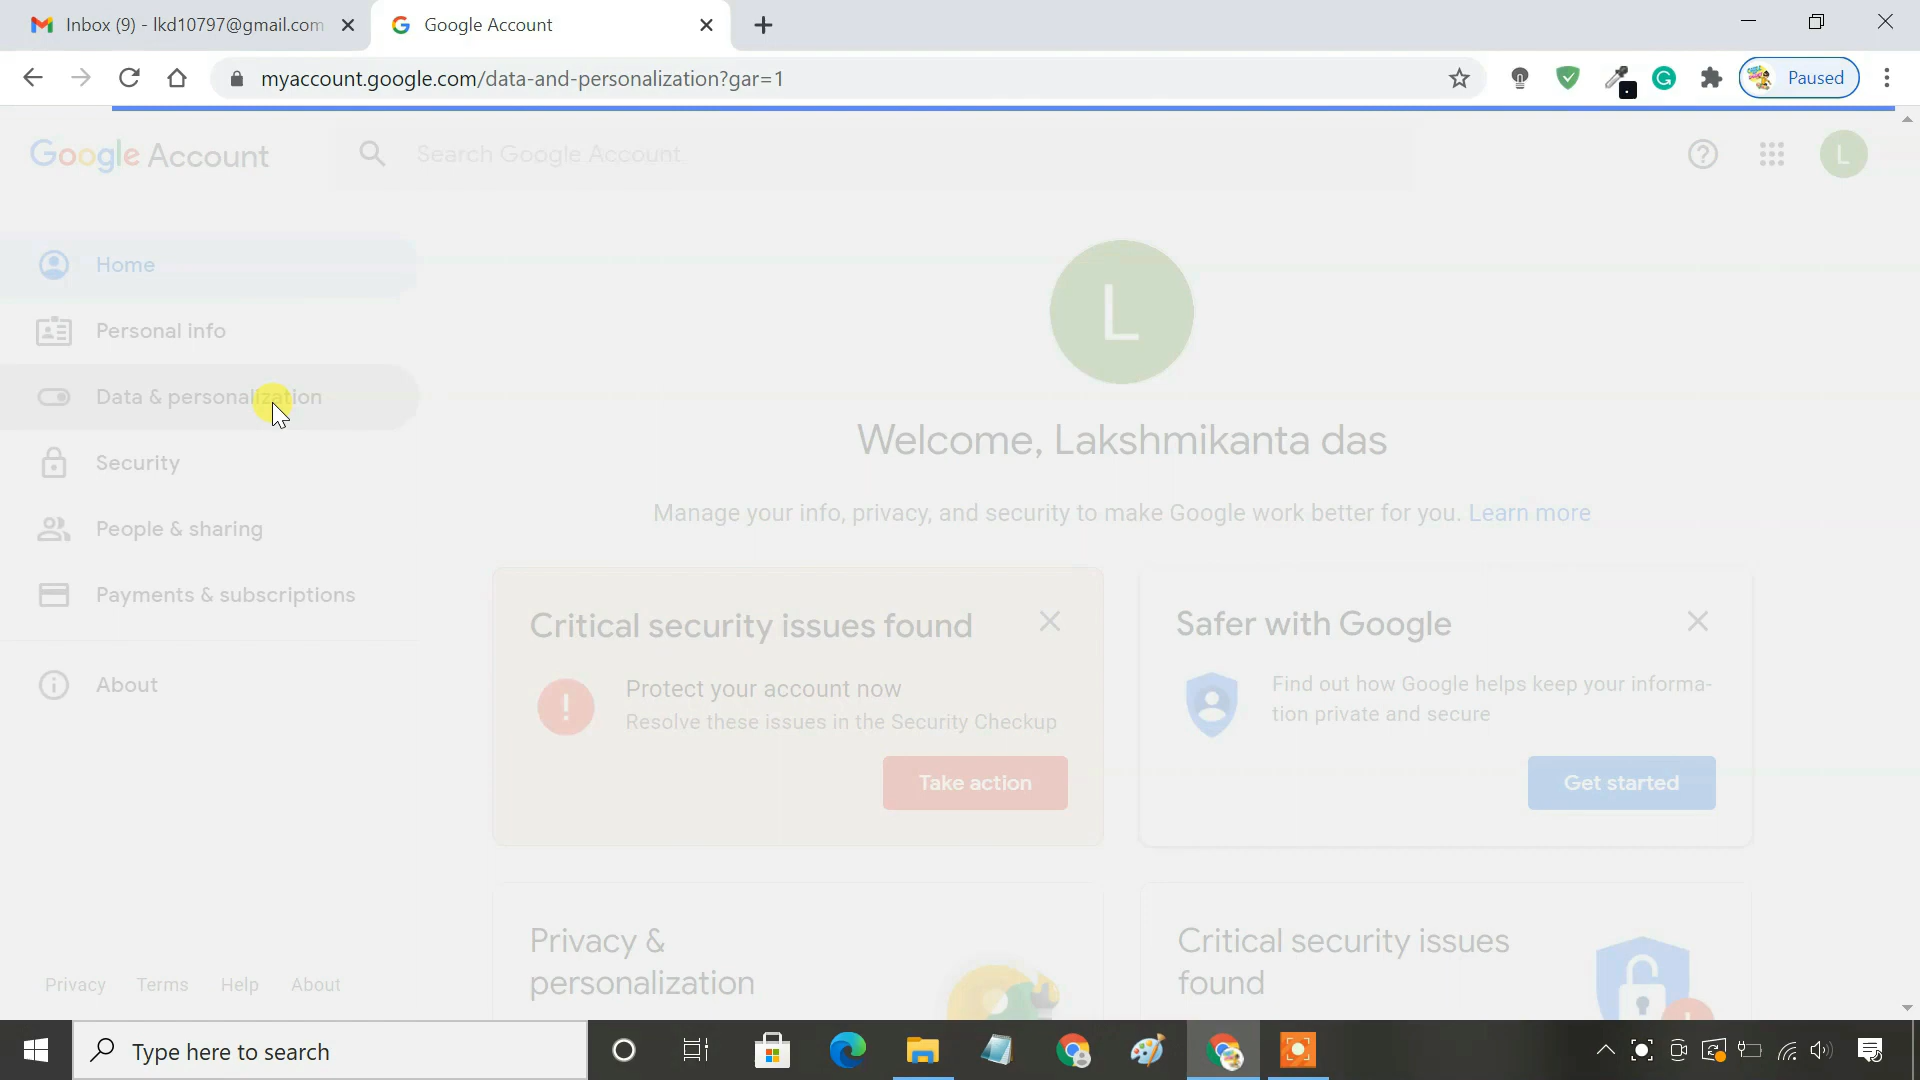 Inbox (9) - lkd10797@gmail.com
Google Account
myaccount.google.com/data-and-personalization?gar=1
Paused
Google Account
Search Google Account
L
Home
Personal info
Data & personalization
Security
People & sharing
Payments & subscriptions
About
L
Welcome, Lakshmikanta das
Manage your info, privacy, and security to make Google work better for you. Learn more
Critical security issues found
Protect your account now
Resolve these issues in the Security Checkup
Take action
Safer with Google
Find out how Google helps keep your informa-
tion private and secure
Get started
Privacy &
personalization
Critical security issues
found
Privacy Terms Help About
Type here to search